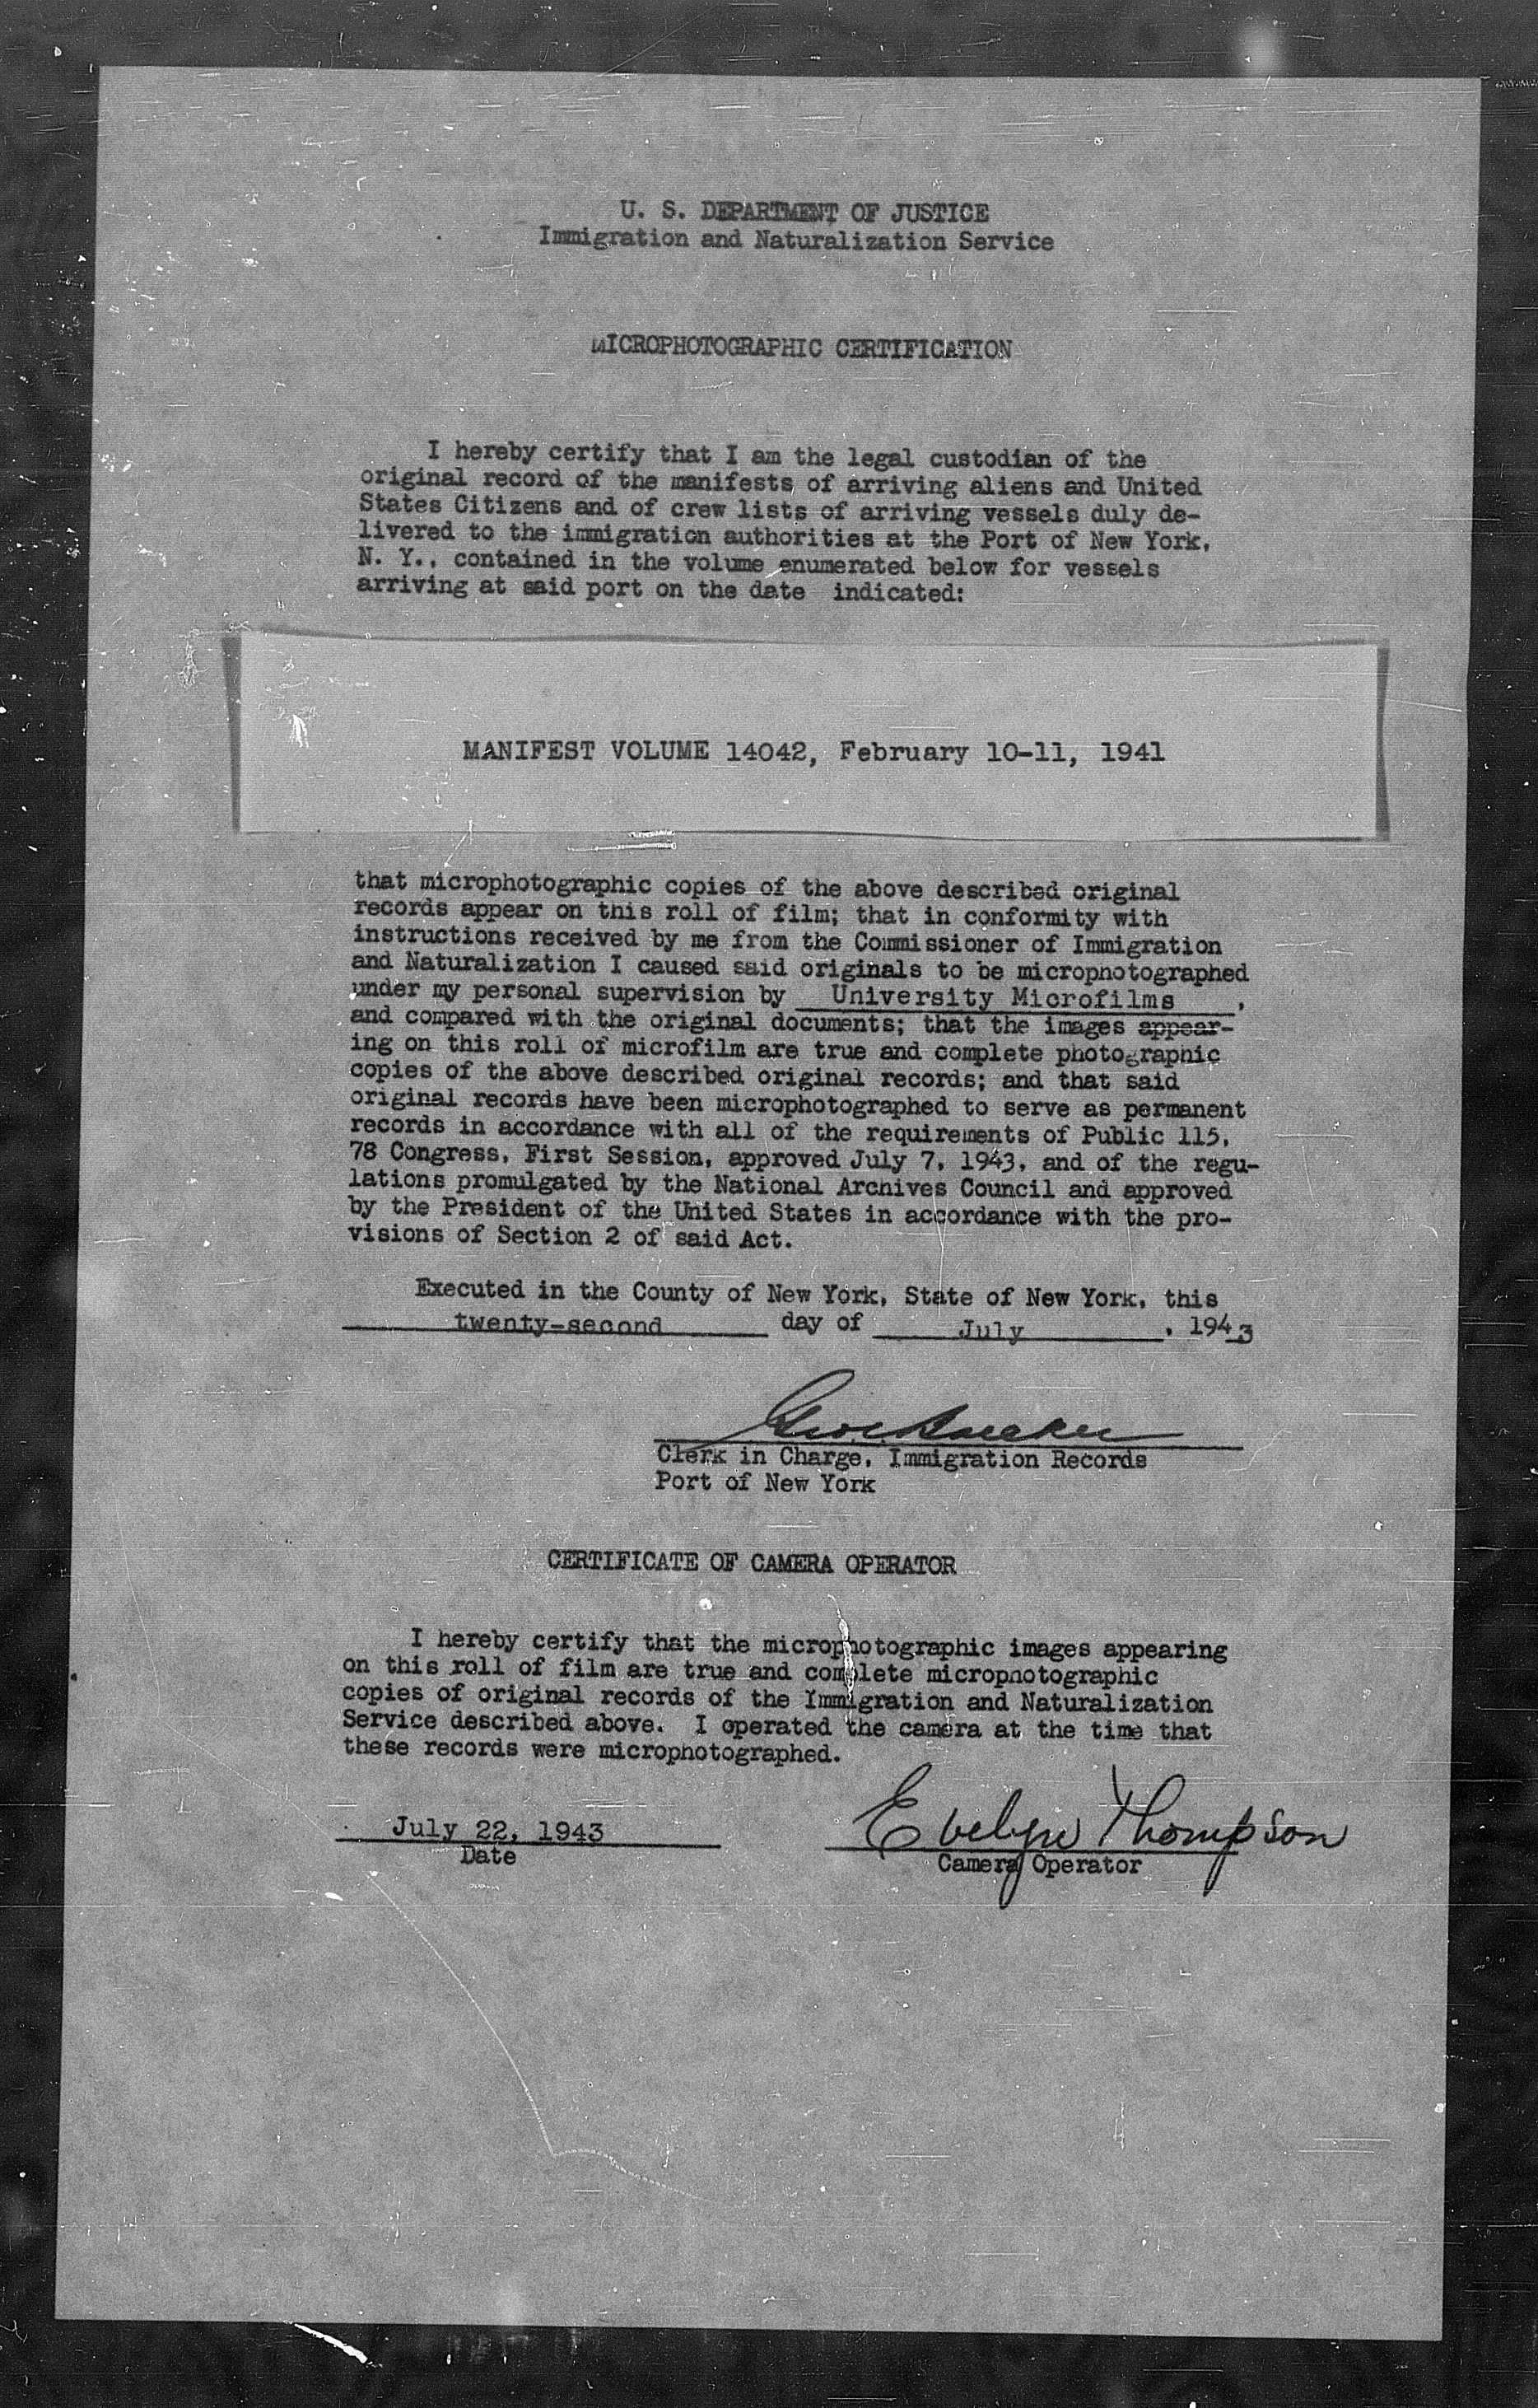 U. S. DEPARTMENT OF JUSTICE
Immigration and Naturalization Service
MICROPHOTOGRAPHIC CERTIFICATION
I hereby certify that I am the legal custodian of the
original record of the manifests of arriving aliens and United
States Citizens and of crew lists of arriving vessels duly de-
livered to the immigration authorities at the Port of New York,
N. Y., contained in the volume enumerated below for vessels
arriving at said port on the date indicated:
MANIFEST VOLUME 14042, February 10-11, 1941
that microphotographic copies of the above described original
records appear on this roll of film; that in conformity with
instructions received by me from the Commissioner of Immigration
and Naturalization I caused said originals to be microphotographed
under my personal supervision by University Microfilms,
and compared with the original documents; that the images appear-
ing on this roll of microfilm are true and complete photographic
copies of the above described original records; and that said
original records have been microphotographed to serve as permanent
records in accordance with all of the requirements of Public 115,
78 Congress, First Session, approved July 7, 1943, and of the regu-
lations promulgated by the National Archives Council and approved
by the President of the United States in accordance with the pro-
visions of Section 2 of said Act.
Executed in the County of New York, State of New York, this
twenty-second day of July, 1943
Clerk in Charge, Immigration Records
Port of New York
CERTIFICATE OF CAMERA OPERATOR
I hereby certify that the microphotographic images appearing
on this roll of film are true and complete microphotographic
copies of original records of the Immigration and Naturalization
Service described above. I operated the camera at the time that
these records were microphotographed.
July 22, 1943 Evelyn Thompson
Date Camera Operator